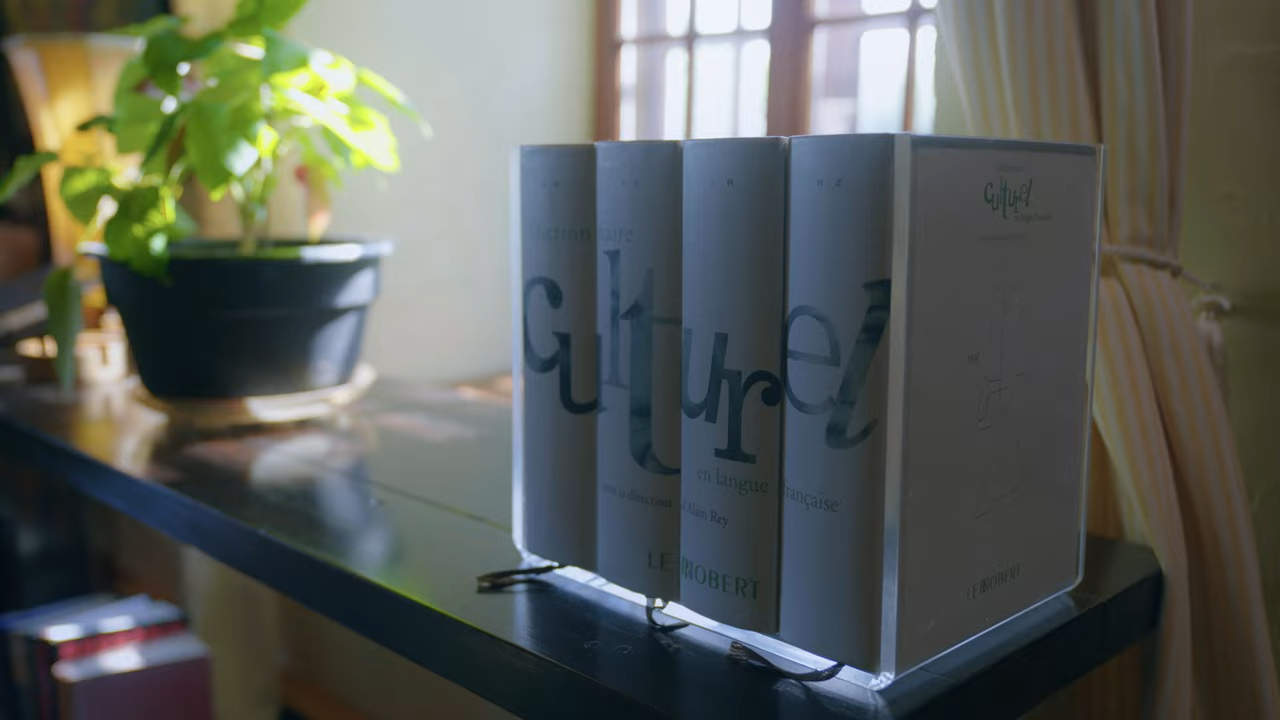 R-Z
Dictionnaire
culturel
en langue française
sous la direction d'Alain Rey
LE ROBERT
culturel
LE ROBERT